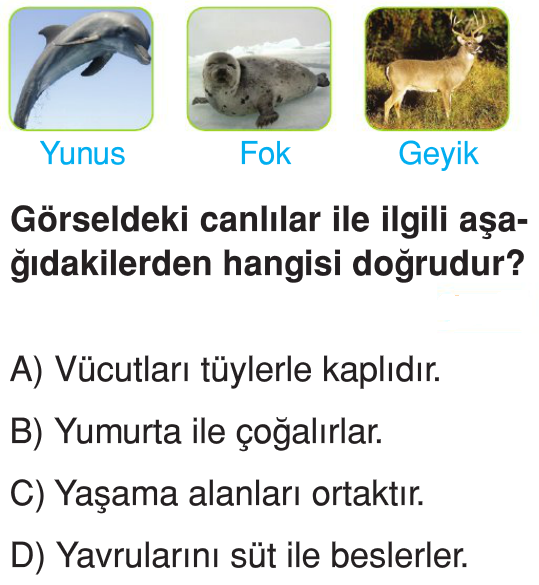 Yunus Fok Geyik
Görseldeki canlılar ile ilgili aşa-
ğıdakilerden hangisi doğrudur?
A) Vücutları tüylerle kaplıdır.
B) Yumurta ile çoğalırlar.
C) Yaşama alanları ortaktır.
D) Yavrularını süt ile beslerler.